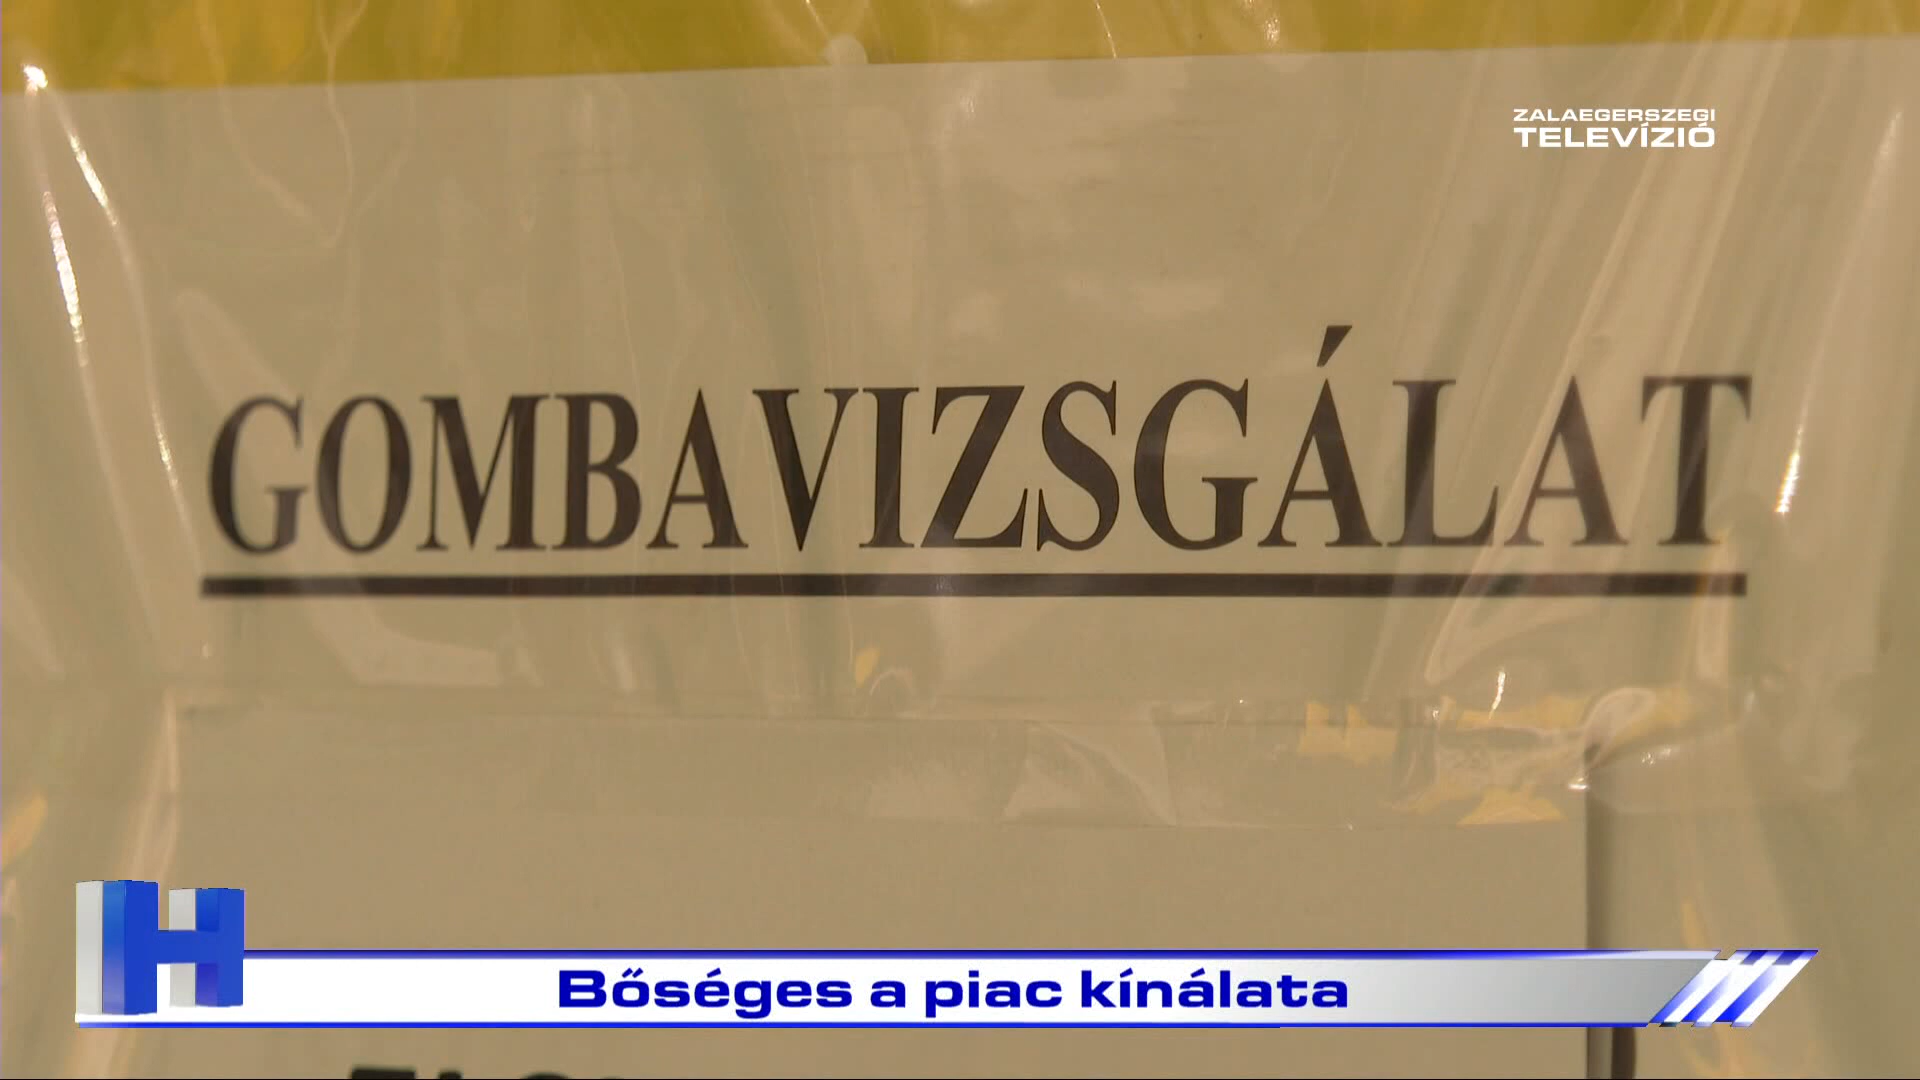 ZALAEGERSZEGI
TELEVÍZIÓ
GOMBAVIZSGÁLAT
H
Bőséges a piac kínálata